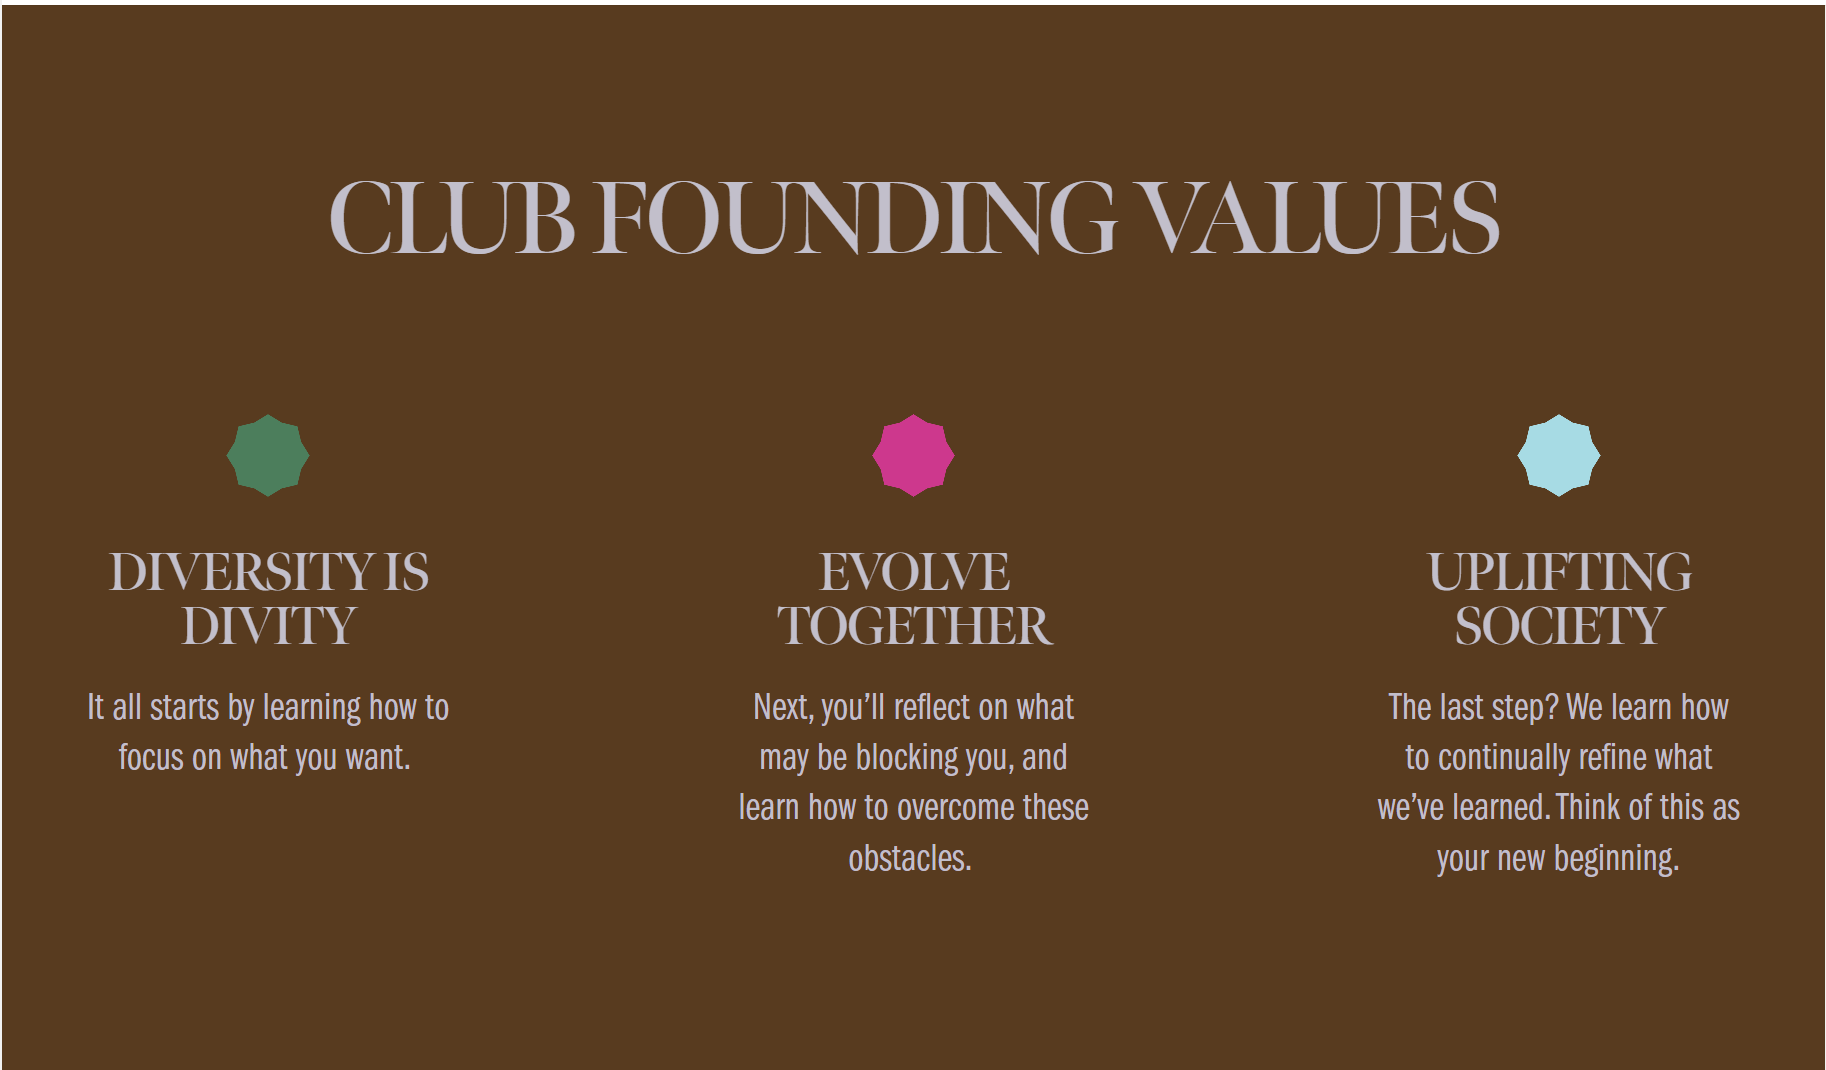 CLUB FOUNDING VALUES
DIVERSITY IS
DIVITY
It all starts by learning how to
focus on what you want.
EVOLVE
TOGETHER
Next, you’ll reflect on what
may be blocking you, and
learn how to overcome these
obstacles.
UPLIFTING
SOCIETY
The last step? We learn how
to continually refine what
we’ve learned. Think of this as
your new beginning.